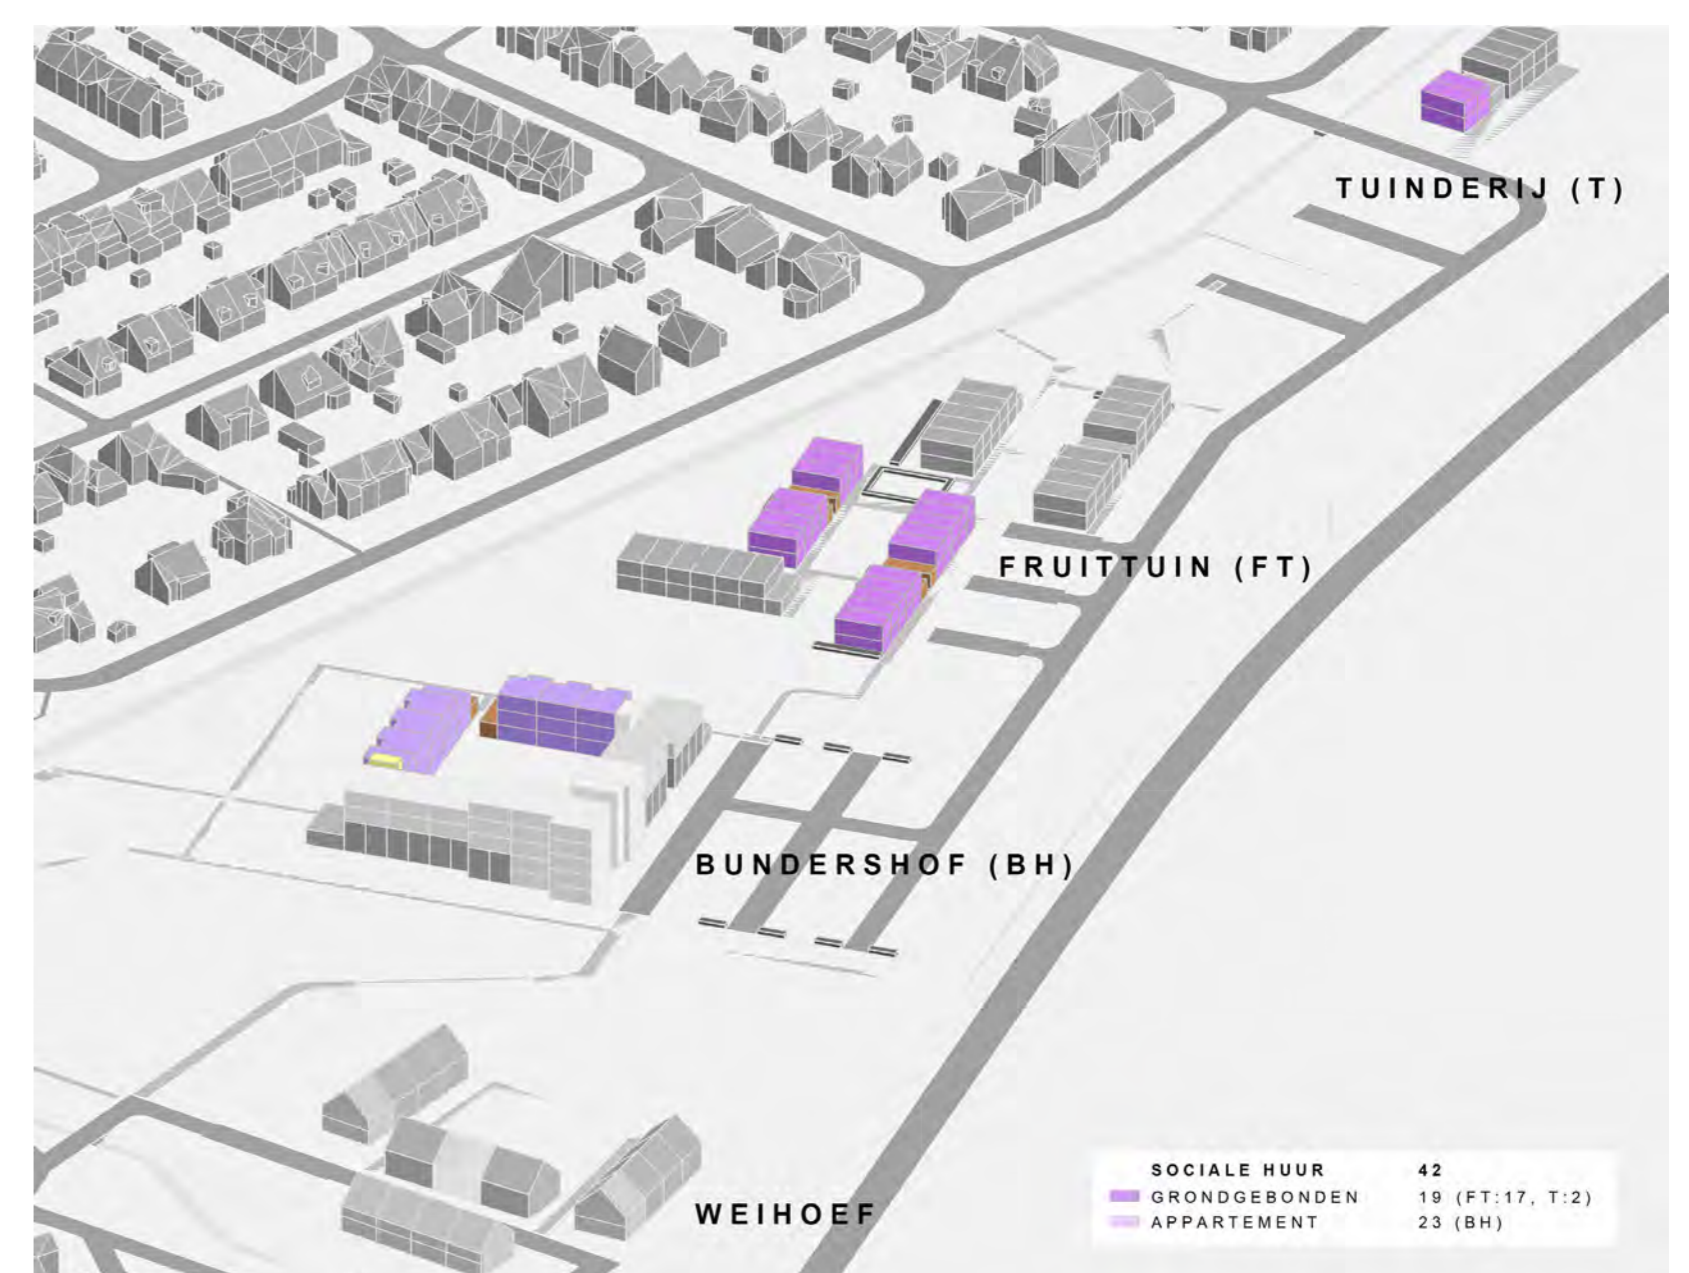 TUINDERIJ (T)
FRUITTUIN (FT)
BUNDERSHOF (BH)
WEIHOEF
SOCIALE HUUR 42
GRONDGEBONDEN 19 (FT:17, T:2)
APPARTEMENT 23 (BH)